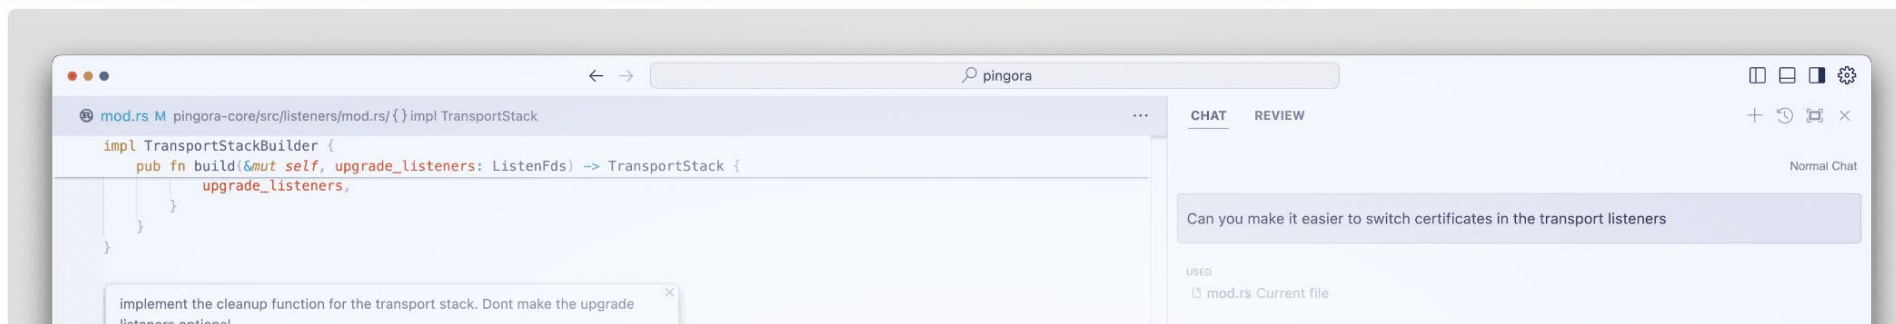 pingora
mod.rs M pingora-core/src/listeners/mod.rs/{} impl TransportStack
...
impl TransportStackBuilder {
pub fn build(&mut self, upgrade_listeners: ListenFds) -> TransportStack {
upgrade_listeners,
}
}
}
implement the cleanup function for the transport stack. Dont make the upgrade
listeners optional
CHAT REVIEW
Normal Chat
Can you make it easier to switch certificates in the transport listeners
USED
mod.rs Current file